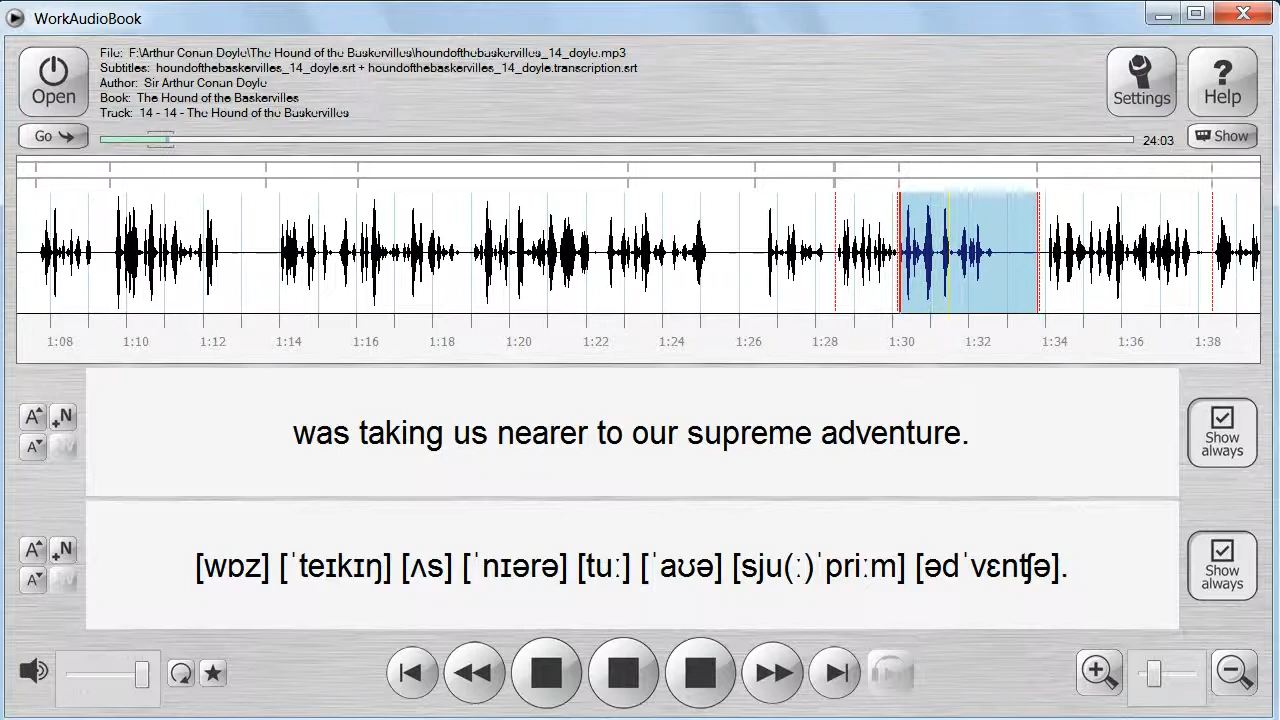 WorkAudioBook
File: F:\Arthur Conan Doyle\The Hound of the Baskervilles\houndofthebaskervilles_14_doyle.mp3
Subtitles: houndofthebaskervilles_14_doyle.srt + houndofthebaskervilles_14_doyle.transcription.srt
Author: Sir Arthur Conan Doyle
Book: The Hound of the Baskervilles
Track: 14 - 14 - The Hound of the Baskervilles
Open
Settings
Help
Go
24:03
Show
1:08 1:10 1:12 1:14 1:16 1:18 1:20 1:22 1:24 1:26 1:28 1:30 1:32 1:34 1:36 1:38
A N
A
was taking us nearer to our supreme adventure.
Show
always
A N
A
[wɒz] [ˈteɪkɪŋ] [ʌs] [ˈnɪərə] [tuː] [ˈaʊə] [sju(ː)ˈpriːm] [ədˈvɛnʧə].
Show
always